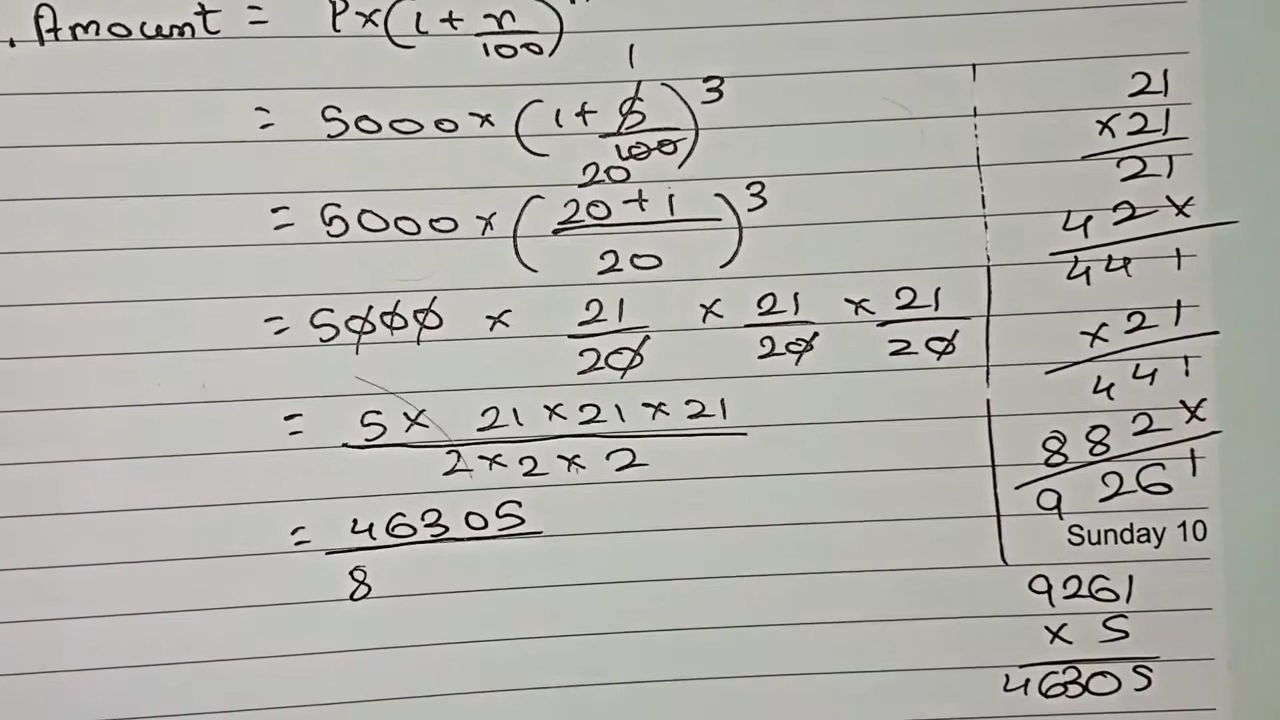 . Amount = P×(1+r/100)
= 5000×(1+5/100)³ 1 20
= 5000×(20+1/20)³
= 5000 × 21/20 × 21/20 × 21/20
= 5× 21×21×21 / 2×2×2
= 46305/8
21
×21
21
42×
441
×21
441
882×
9261
Sunday 10
9261
× 5
46305